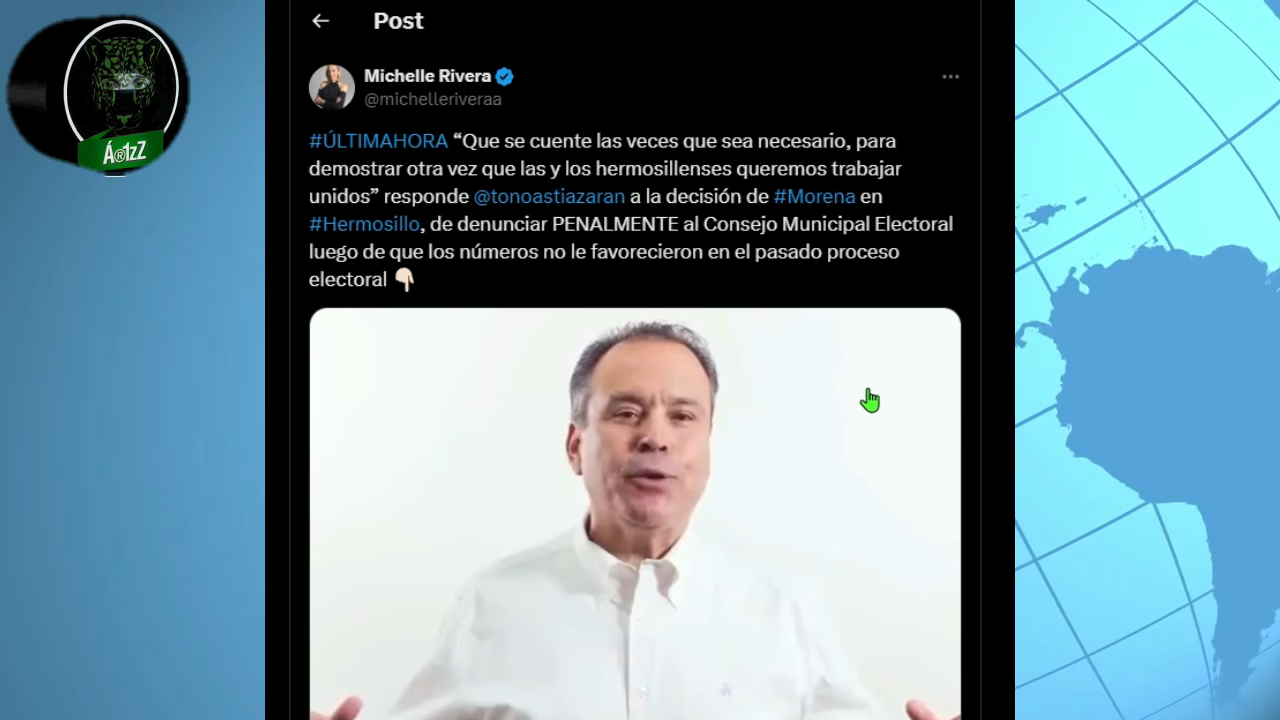 Post
Michelle Rivera
@michelleriveraa
#ÚLTIMAHORA “Que se cuente las veces que sea necesario, para
demostrar otra vez que las y los hermosillenses queremos trabajar
unidos” responde @tonoastiazaran a la decisión de #Morena en
#Hermosillo, de denunciar PENALMENTE al Consejo Municipal Electoral
luego de que los números no le favorecieron en el pasado proceso
electoral 👇🏻
Á®1zZ